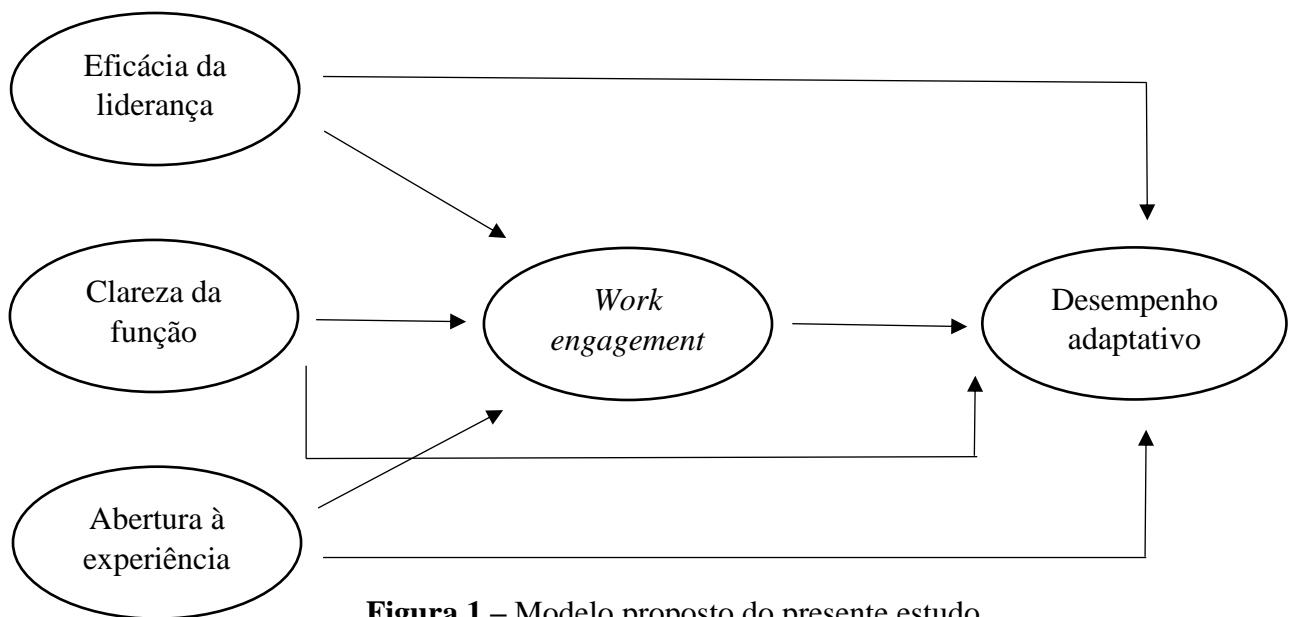 Eficácia da
liderança
Clareza da
função
Work
engagement
Desempenho
adaptativo
Abertura à
experiência
Figura 1 – Modelo proposto do presente estudo